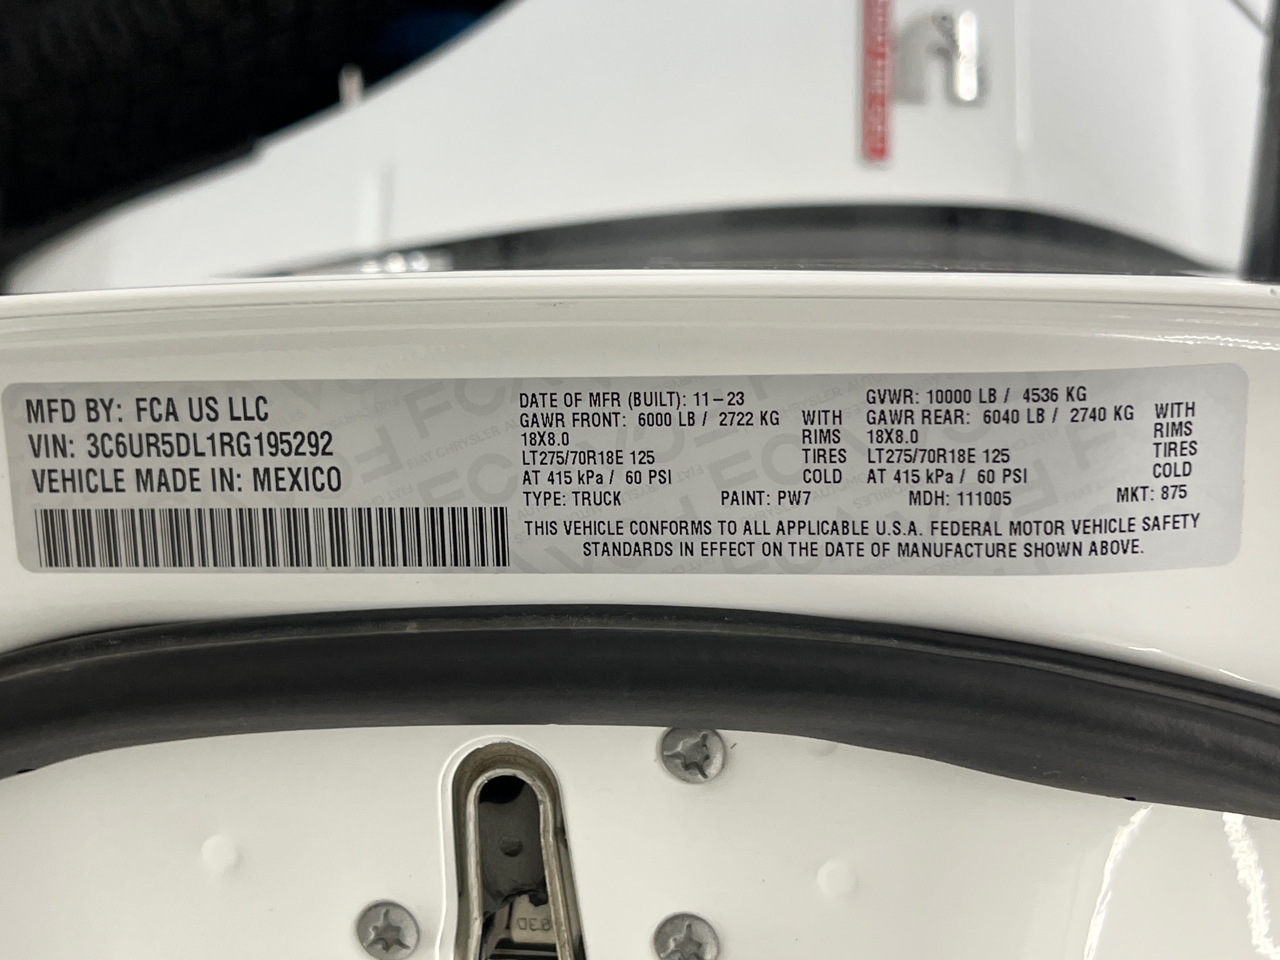 MFD BY: FCA US LLC
VIN: 3C6UR5DL1RG195292
VEHICLE MADE IN: MEXICO
DATE OF MFR (BUILT): 11-23
GAWR FRONT: 6000 LB / 2722 KG WITH
18X8.0 RIMS
LT275/70R18E 125 TIRES
AT 415 kPa / 60 PSI COLD
GVWR: 10000 LB / 4536 KG
GAWR REAR: 6040 LB / 2740 KG WITH
18X8.0 RIMS
LT275/70R18E 125 TIRES
AT 415 kPa / 60 PSI COLD
TYPE: TRUCK PAINT: PW7 MDH: 111005 MKT: 875
THIS VEHICLE CONFORMS TO ALL APPLICABLE U.S.A. FEDERAL MOTOR VEHICLE SAFETY
STANDARDS IN EFFECT ON THE DATE OF MANUFACTURE SHOWN ABOVE.